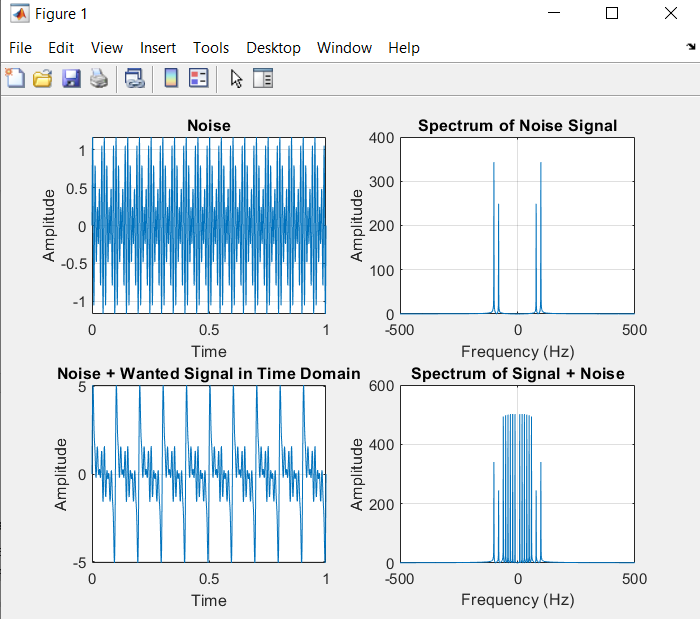 Figure 1
File Edit View Insert Tools Desktop Window Help
Noise
Amplitude
1
0.5
0
-0.5
-1
0 0.5 1
Time
Spectrum of Noise Signal
Amplitude
400
300
200
100
0
-500 0 500
Frequency (Hz)
Noise + Wanted Signal in Time Domain
Amplitude
5
0
-5
0 0.5 1
Time
Spectrum of Signal + Noise
Amplitude
600
400
200
0
-500 0 500
Frequency (Hz)